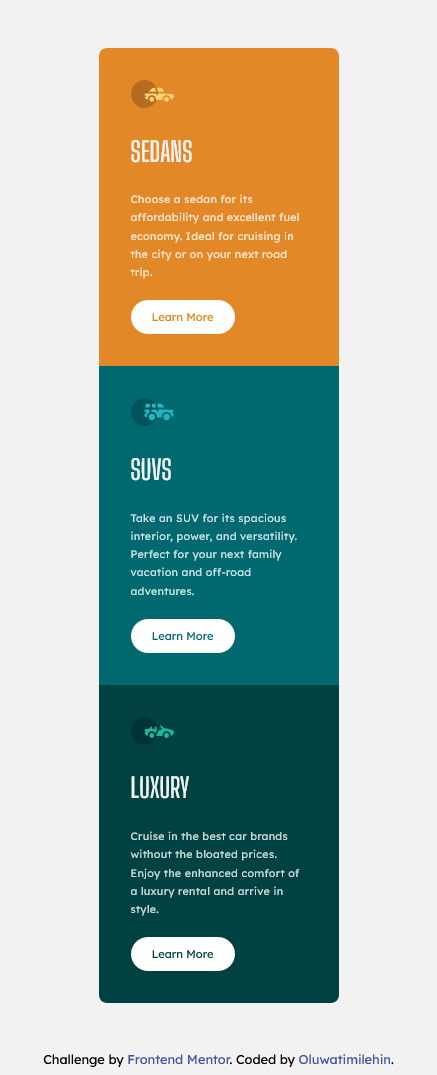 SEDANS
Choose a sedan for its
affordability and excellent fuel
economy. Ideal for cruising in
the city or on your next road
trip.
Learn More
SUVS
Take an SUV for its spacious
interior, power, and versatility.
Perfect for your next family
vacation and off-road
adventures.
Learn More
LUXURY
Cruise in the best car brands
without the bloated prices.
Enjoy the enhanced comfort of
a luxury rental and arrive in
style.
Learn More
Challenge by Frontend Mentor. Coded by Oluwatimilehin.